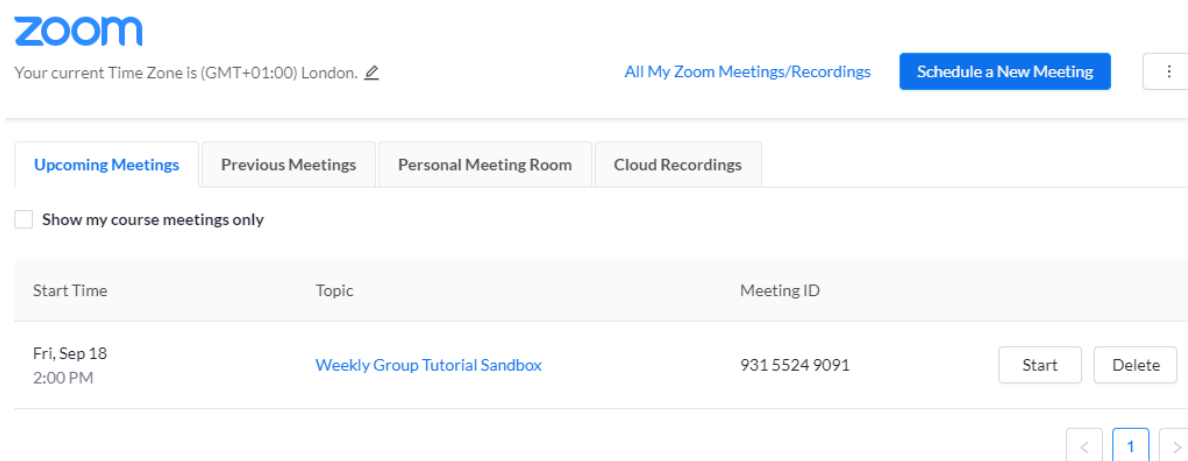 zoom
Your current Time Zone is (GMT+01:00) London.
All My Zoom Meetings/Recordings
Schedule a New Meeting
Upcoming Meetings
Previous Meetings
Personal Meeting Room
Cloud Recordings
Show my course meetings only
Start Time
Topic
Meeting ID
Fri, Sep 18
2:00 PM
Weekly Group Tutorial Sandbox
931 5524 9091
Start
Delete
< 1 >